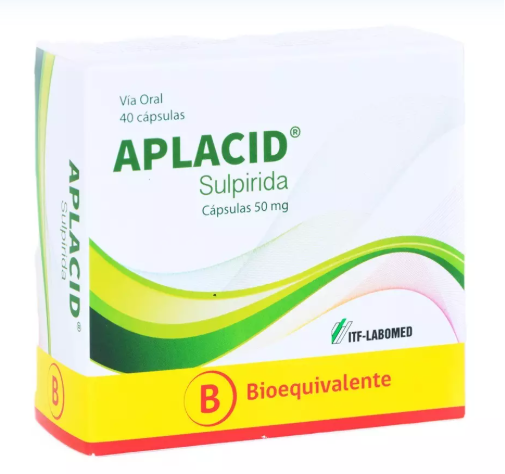 Vía Oral
40 cápsulas
APLACID®
Sulpirida
Cápsulas 50 mg
ITF-LABOMED
B Bioequivalente
APLACID®
Sulpirida
B